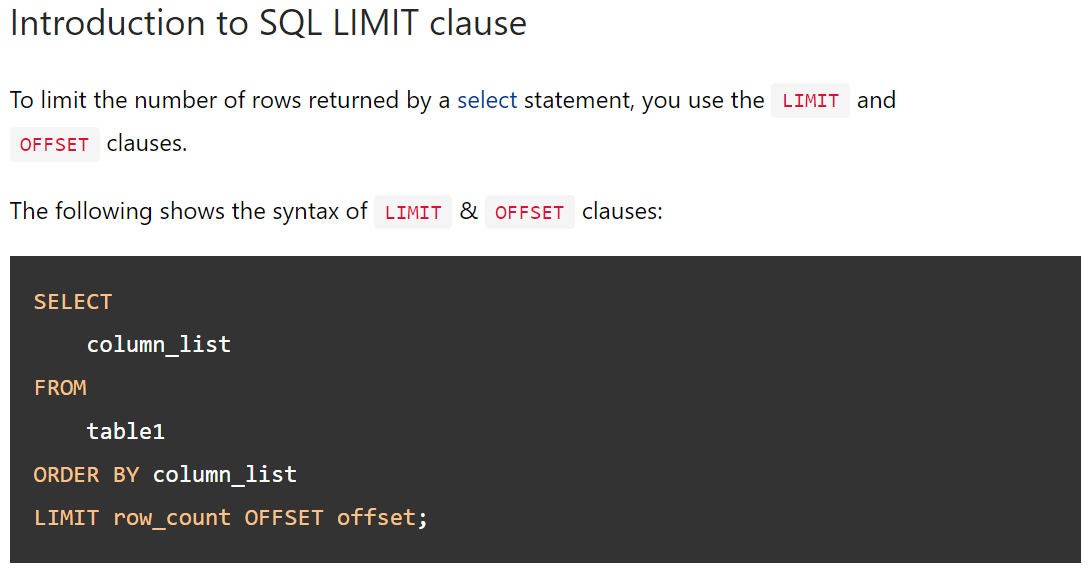 Introduction to SQL LIMIT clause
To limit the number of rows returned by a select statement, you use the LIMIT and
OFFSET clauses.
The following shows the syntax of LIMIT & OFFSET clauses:
SELECT
    column_list
FROM
    table1
ORDER BY column_list
LIMIT row_count OFFSET offset;